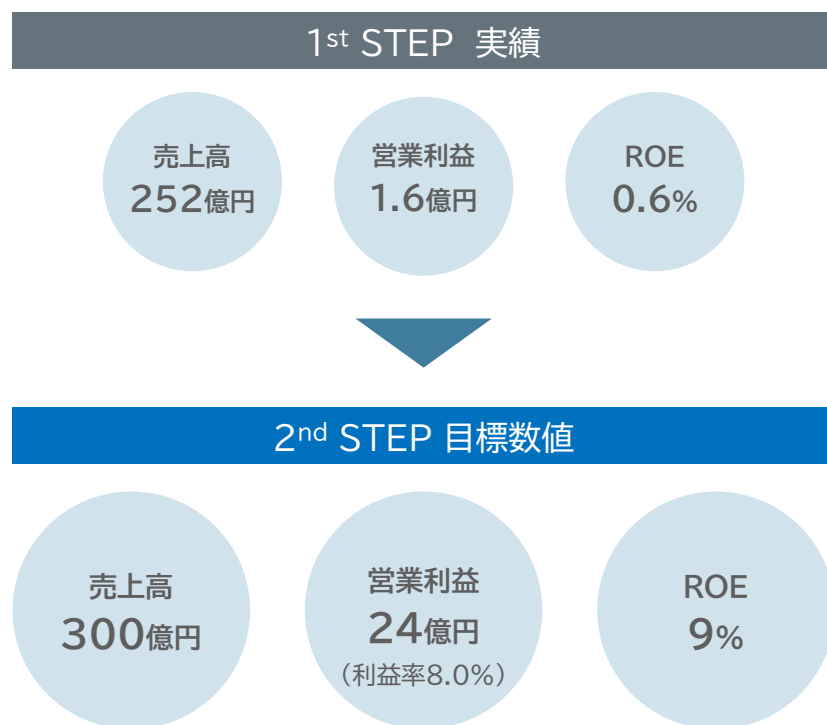 1st STEP 実績
売上高
252億円
営業利益
1.6億円
ROE
0.6%
2nd STEP 目標数値
売上高
300億円
営業利益
24億円
（利益率8.0%）
ROE
9%